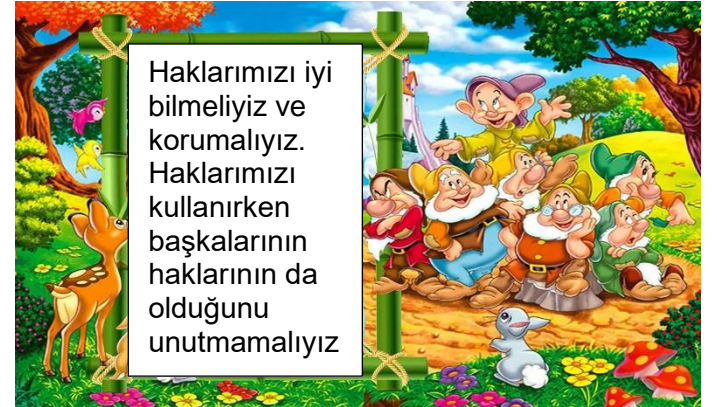 Haklarımızı iyi
bilmeliyiz ve
korumalıyız.
Haklarımızı
kullanırken
başkalarının
haklarının da
olduğunu
unutmamalıyız